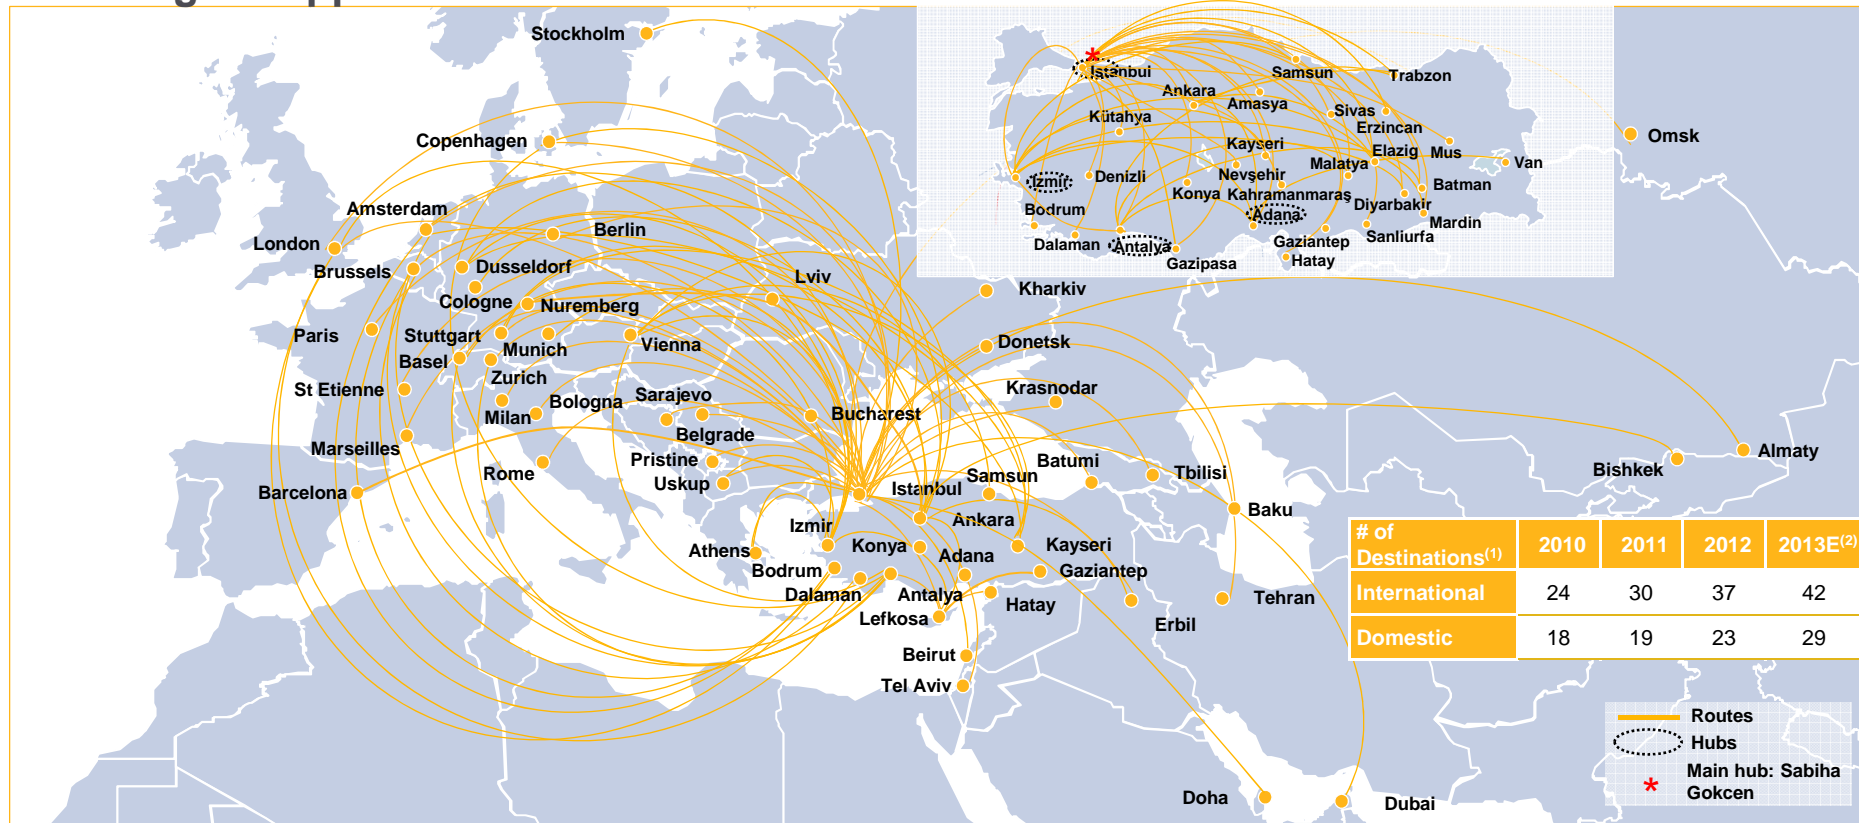 Stockholm
Copenhagen
Amsterdam
London
Berlin
Brussels
Dusseldorf
Cologne
Nuremberg
Lviv
Paris
Stuttgart
Munich
Vienna
Basel
Zurich
St Etienne
Milan
Bologna
Sarajevo
Bucharest
Belgrade
Marseilles
Rome
Pristine
Uskup
Barcelona
Kharkiv
Donetsk
Krasnodar
Batumi
Tbilisi
Samsun
Istanbul
Izmir
Ankara
Baku
Athens
Konya
Adana
Kayseri
Bodrum
Gaziantep
Dalaman
Antalya
Hatay
Lefkosa
Erbil
Tehran
Beirut
Tel Aviv
Doha
Dubai
Bishkek
Almaty
Omsk
*
Istanbui
Samsun
Trabzon
Ankara
Amasya
Sivas
Kütahya
Erzincan
Kayseri
Elazig
Mus
Malatya
Van
Izmir
Denizli
Nevşehir
Konya
Kahramanmaraş
Batman
Diyarbakir
Bodrum
Adana
Mardin
Dalaman
Antalya
Gaziantep
Sanliurfa
Gazipasa
Hatay
# of Destinations(1) 2010 2011 2012 2013E(2)
International 24 30 37 42
Domestic 18 19 23 29
Routes
Hubs
* Main hub: Sabiha
Gokcen